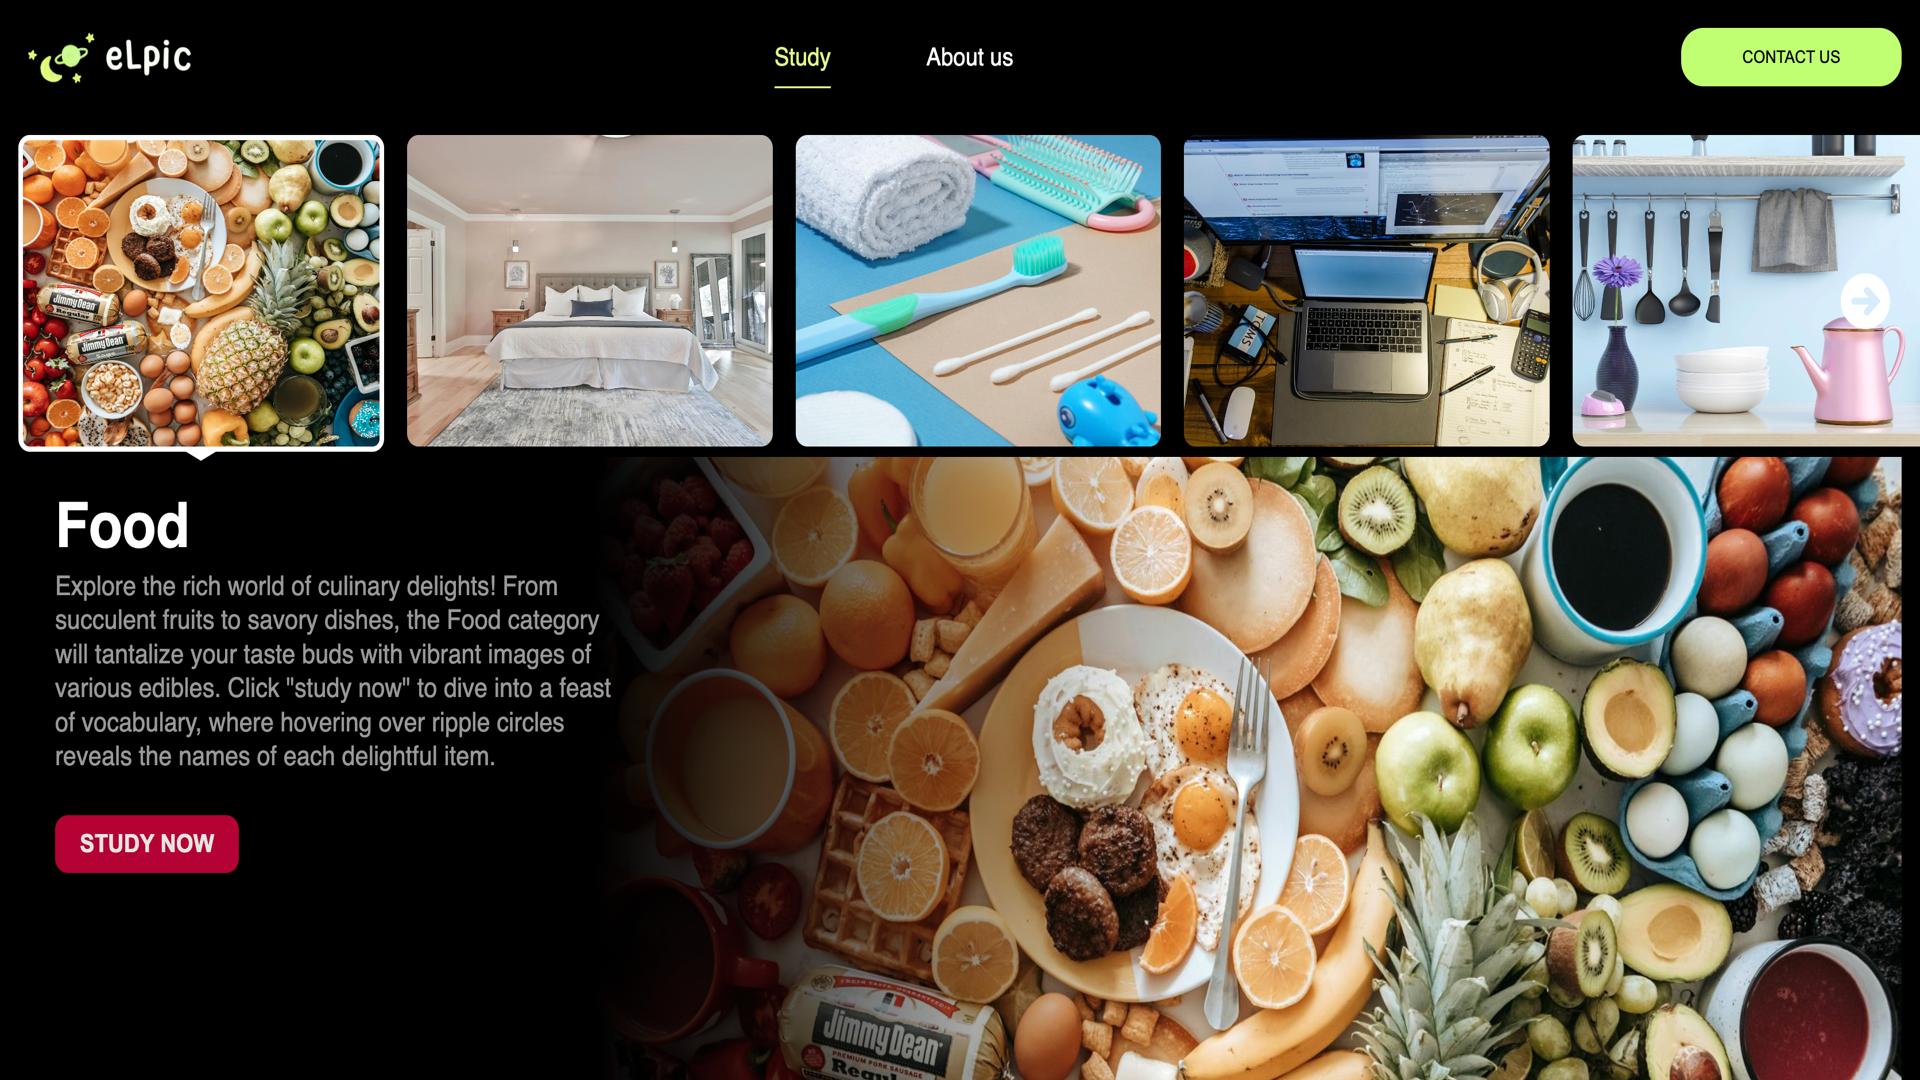 eLpic
Study
About us
CONTACT US
Jimmy Dean
Regular
Jimmy Dean
TOMS
Food
Explore the rich world of culinary delights! From
succulent fruits to savory dishes, the Food category
will tantalize your taste buds with vibrant images of
various edibles. Click "study now" to dive into a feast
of vocabulary, where hovering over ripple circles
reveals the names of each delightful item.
STUDY NOW
Jimmy Dean
PREMIUM PORK SAUSAGE